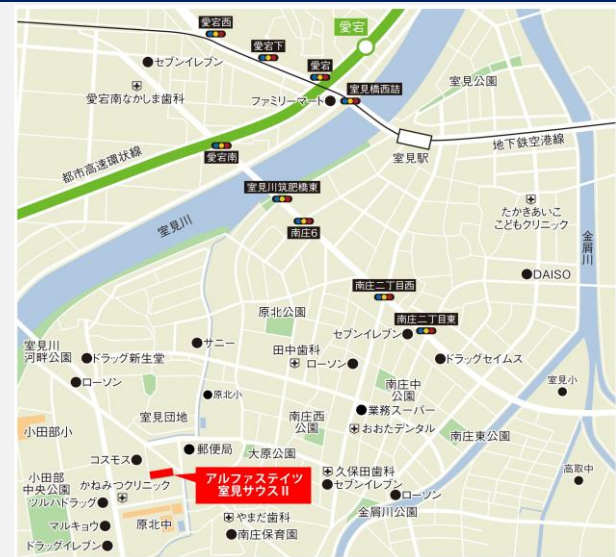 愛宕西
愛宕
愛宕下
セブンイレブン
愛宕
愛宕南なかしま歯科
ファミリーマート
室見橋西詰
室見公園
都市高速環状線
愛宕南
室見駅
地下鉄空港線
室見川筑肥橋東
室見川
南庄6
たかきあいこ
こどもクリニック
金屑川
DAISO
南庄二丁目西
原北公園
南庄二丁目東
セブンイレブン
室見川
河畔公園
サニー
田中歯科
ローソン
ドラッグ新生堂
ドラッグセイムス
ローソン
原北小
南庄中
公園
室見小
室見団地
南庄西
公園
業務スーパー
おおたデンタル
小田部小
南庄東公園
郵便局
大原公園
コスモス
アルファステイツ
室見サウスⅡ
久保田歯科
セブンイレブン
高取中
小田部
中央公園
かねみつクリニック
ツルハドラッグ
ローソン
マルキョウ
原北中
やまだ歯科
金屑川公園
ドラッグイレブン
南庄保育園